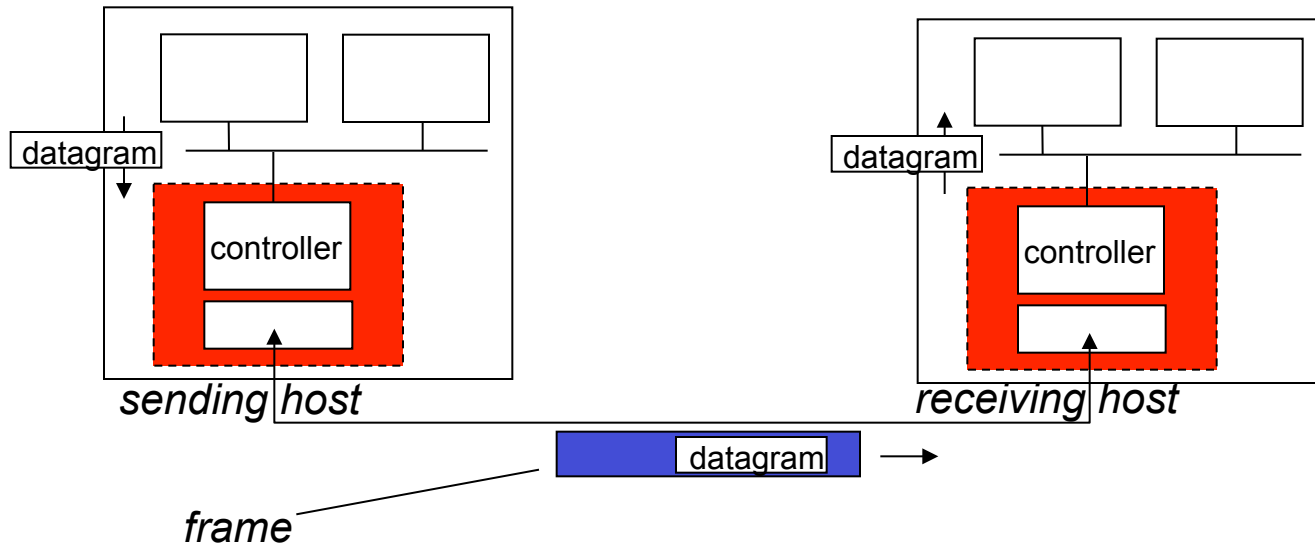 datagram
datagram
controller
controller
sending host
receiving host
datagram
frame